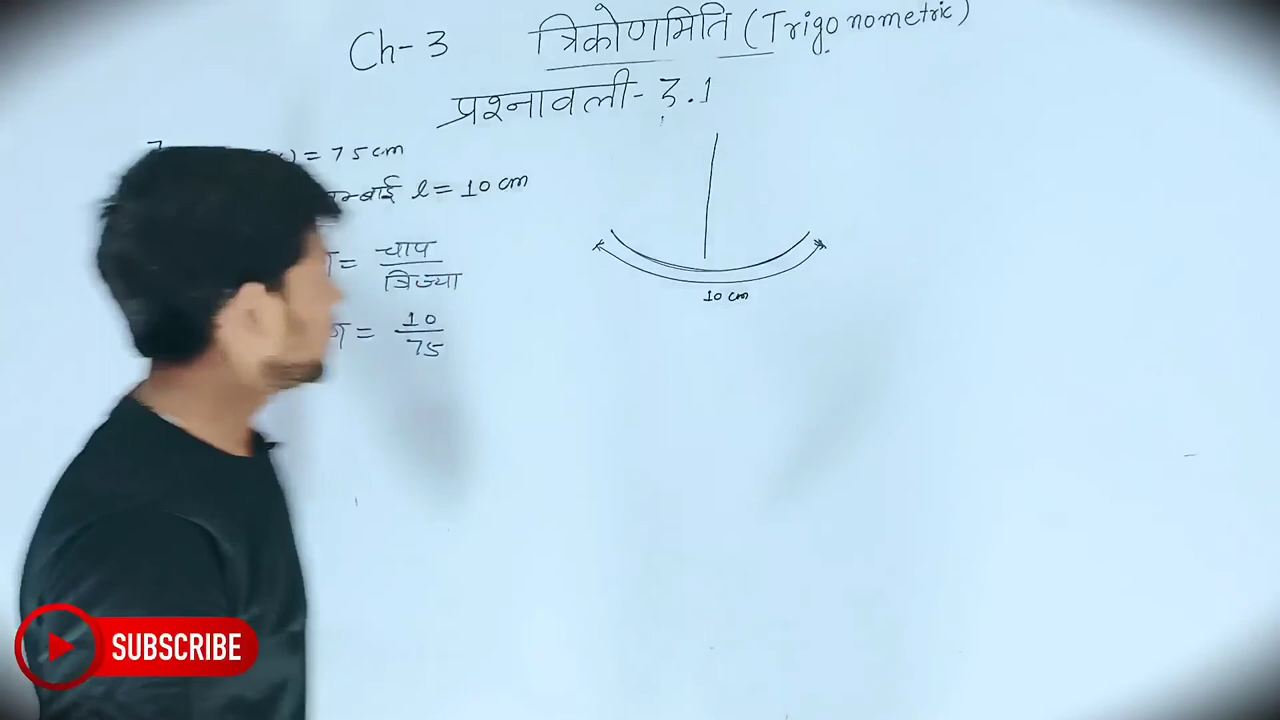 Ch-3 त्रिकोणमिति (Trigonometric)
प्रश्नावली- 3.1
= 75 cm
l = 10 cm
= चाप / त्रिज्या
= 10 / 75
10 cm
SUBSCRIBE